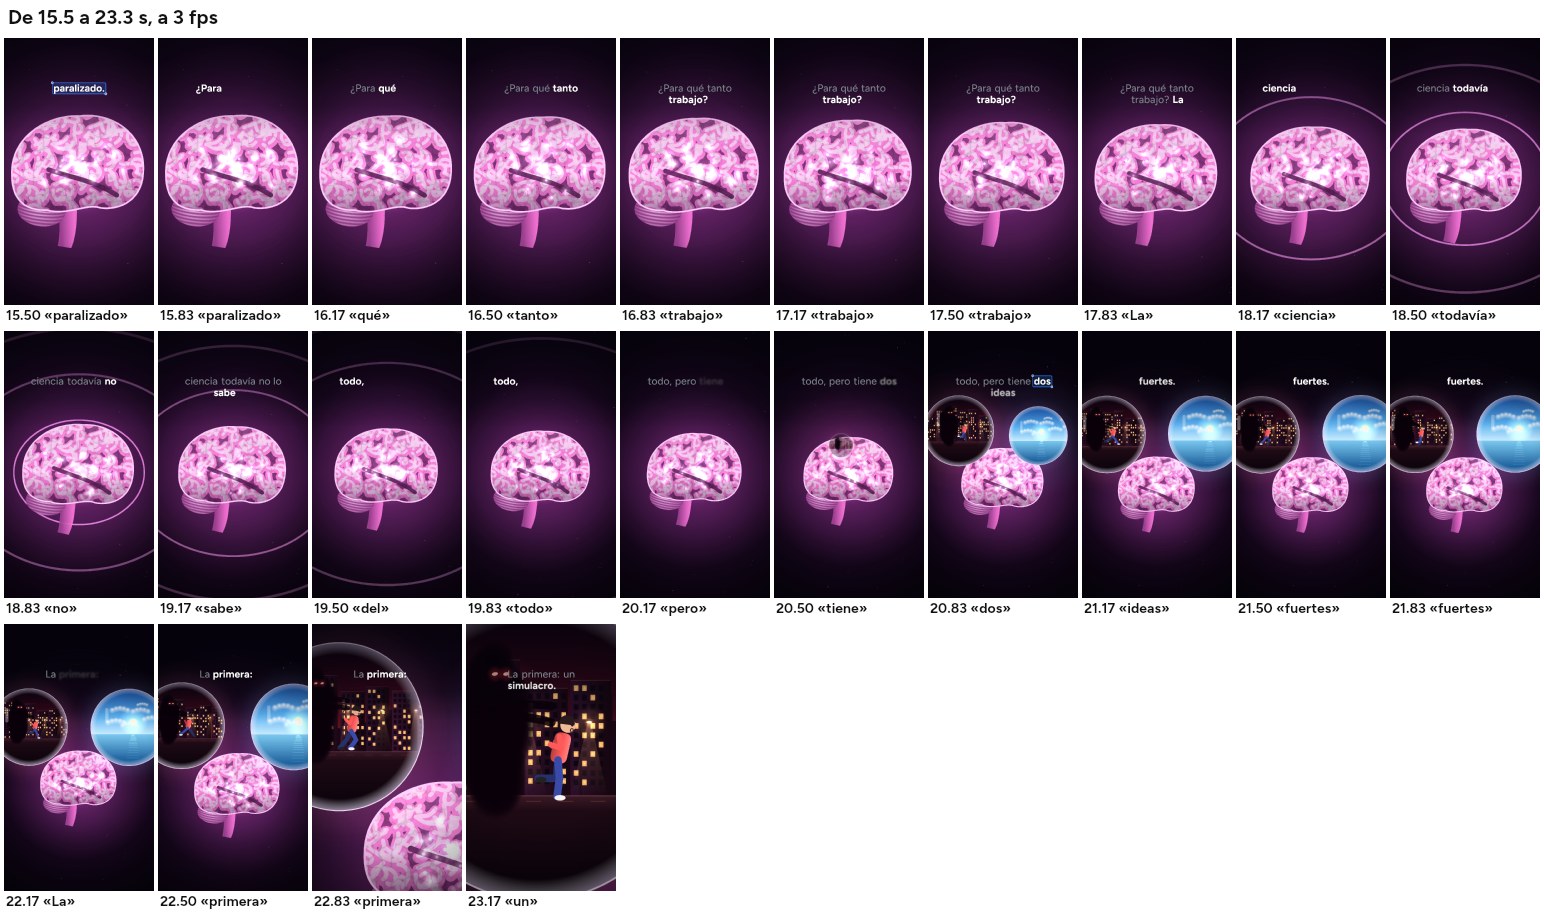 De 15.5 a 23.3 s, a 3 fps
paralizado.
¿Para
¿Para qué
¿Para qué tanto
¿Para qué tanto
trabajo?
¿Para qué tanto
trabajo?
¿Para qué tanto
trabajo?
¿Para qué tanto
trabajo? La
ciencia
ciencia todavía
15.50 «paralizado»
15.83 «paralizado»
16.17 «qué»
16.50 «tanto»
16.83 «trabajo»
17.17 «trabajo»
17.50 «trabajo»
17.83 «La»
18.17 «ciencia»
18.50 «todavía»
ciencia todavía no
ciencia todavía no lo
sabe
todo,
todo,
todo, pero tiene
todo, pero tiene dos
todo, pero tiene dos
ideas
fuertes.
fuertes.
fuertes.
18.83 «no»
19.17 «sabe»
19.50 «del»
19.83 «todo»
20.17 «pero»
20.50 «tiene»
20.83 «dos»
21.17 «ideas»
21.50 «fuertes»
21.83 «fuertes»
La primera:
La primera:
La primera:
La primera: un
simulacro.
22.17 «La»
22.50 «primera»
22.83 «primera»
23.17 «un»